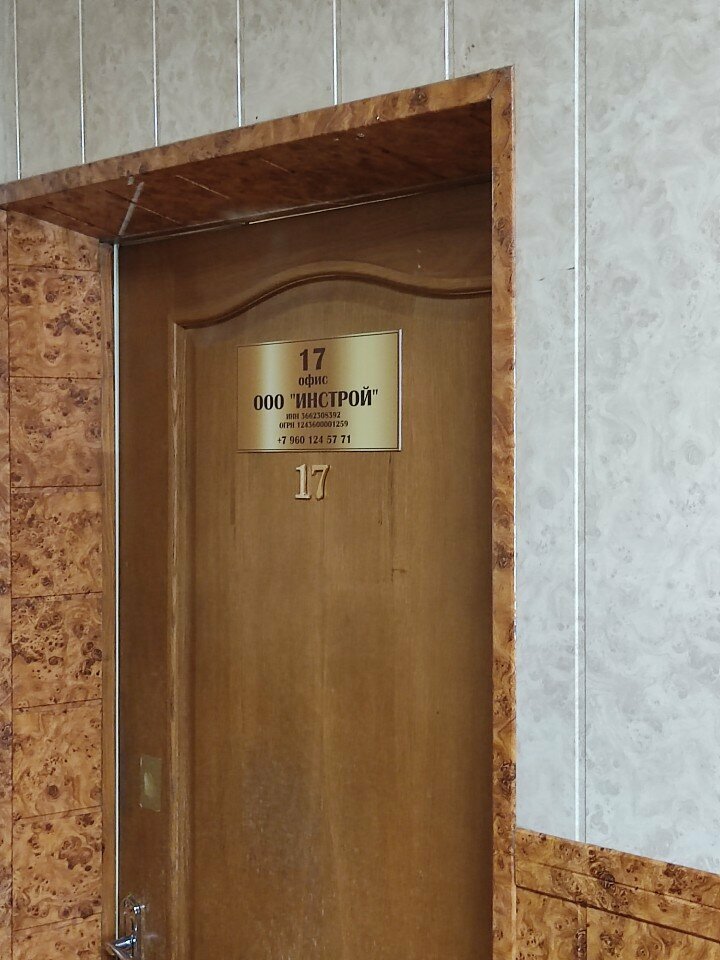 17
офис
ООО "ИНСТРОЙ"
ИНН 3662308392
ОГРН 1243600001259
+7 960 124 57 71
17